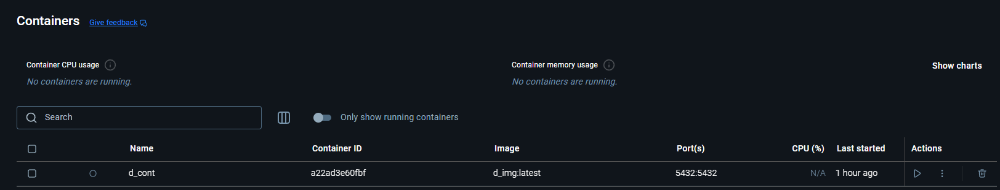 Containers Give feedback
Container CPU usage Container memory usage Show charts
No containers are running. No containers are running.
Search Only show running containers
Name Container ID Image Port(s) CPU (%) Last started Actions
d_cont a22ad3e60fbf d_img:latest 5432:5432 N/A 1 hour ago